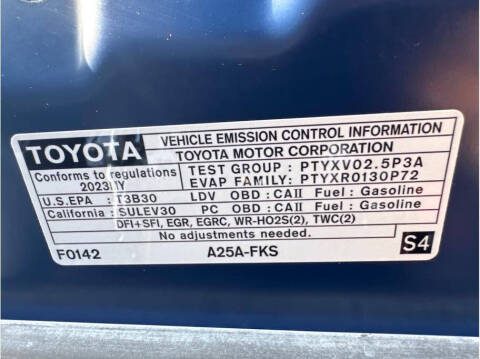 TOYOTA
VEHICLE EMISSION CONTROL INFORMATION
TOYOTA MOTOR CORPORATION
Conforms to regulations
2023 MY
TEST GROUP : PTYXV02.5P3A
EVAP FAMILY: PTYXR0130P72
U.S.EPA : T3B30 LDV OBD : CAII Fuel : Gasoline
California : SULEV30 PC OBD : CAII Fuel : Gasoline
DFI+SFI, EGR, EGRC, WR-HO2S(2), TWC(2)
No adjustments needed.
F0142 A25A-FKS S4